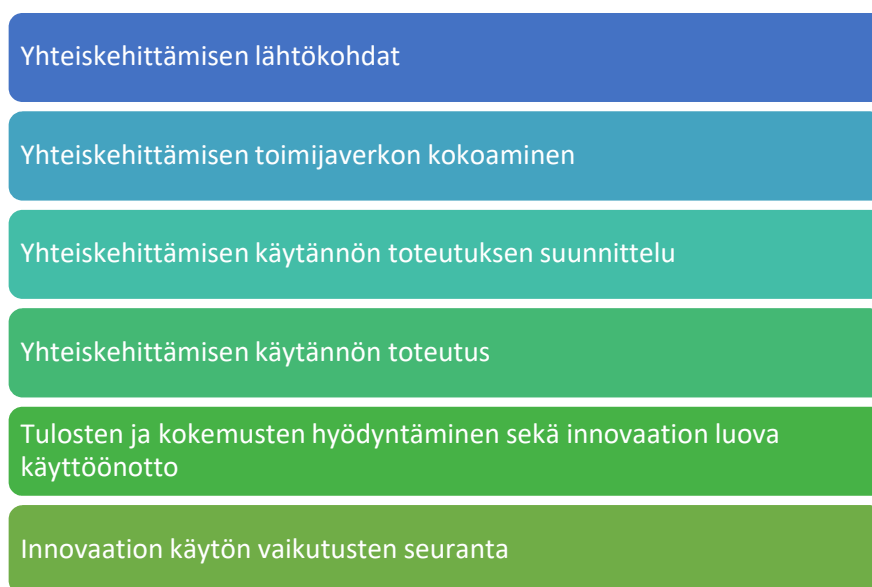 Yhteiskehittämisen lähtökohdat
Yhteiskehittämisen toimijaverkon kokoaminen
Yhteiskehittämisen käytännön toteutuksen suunnittelu
Yhteiskehittämisen käytännön toteutus
Tulosten ja kokemusten hyödyntäminen sekä innovaation luova
käyttöönotto
Innovaation käytön vaikutusten seuranta